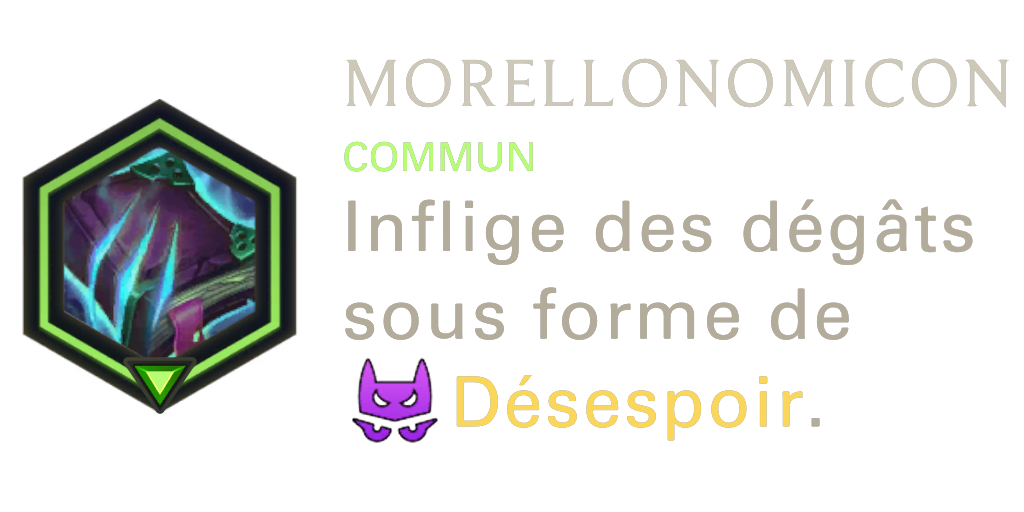 MORELLONOMICON
COMMUN
Inflige des dégâts
sous forme de
Désespoir.